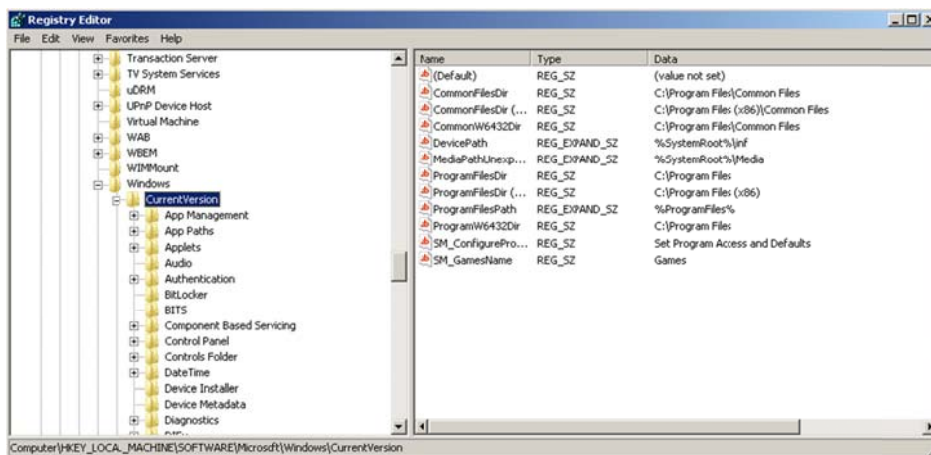 Registry Editor
File Edit View Favorites Help
Transaction Server
TV System Services
uDRM
UPnP Device Host
Virtual Machine
WAB
WBEM
WIMMount
Windows
CurrentVersion
App Management
App Paths
Applets
Audio
Authentication
BitLocker
BITS
Component Based Servicing
Control Panel
Controls Folder
DateTime
Device Installer
Device Metadata
Diagnostics
Name Type Data
(Default) REG_SZ (value not set)
CommonFilesDir REG_SZ C:\Program Files\Common Files
CommonFilesDir (... REG_SZ C:\Program Files (x86)\Common Files
CommonW6432Dir REG_SZ C:\Program Files\Common Files
DevicePath REG_EXPAND_SZ %SystemRoot%\inf
MediaPathUnexp... REG_EXPAND_SZ %SystemRoot%\Media
ProgramFilesDir REG_SZ C:\Program Files
ProgramFilesDir (... REG_SZ C:\Program Files (x86)
ProgramFilesPath REG_EXPAND_SZ %ProgramFiles%
ProgramW6432Dir REG_SZ C:\Program Files
SM_ConfigurePro... REG_SZ Set Program Access and Defaults
SM_GamesName REG_SZ Games
Computer\HKEY_LOCAL_MACHINE\SOFTWARE\Microsoft\Windows\CurrentVersion